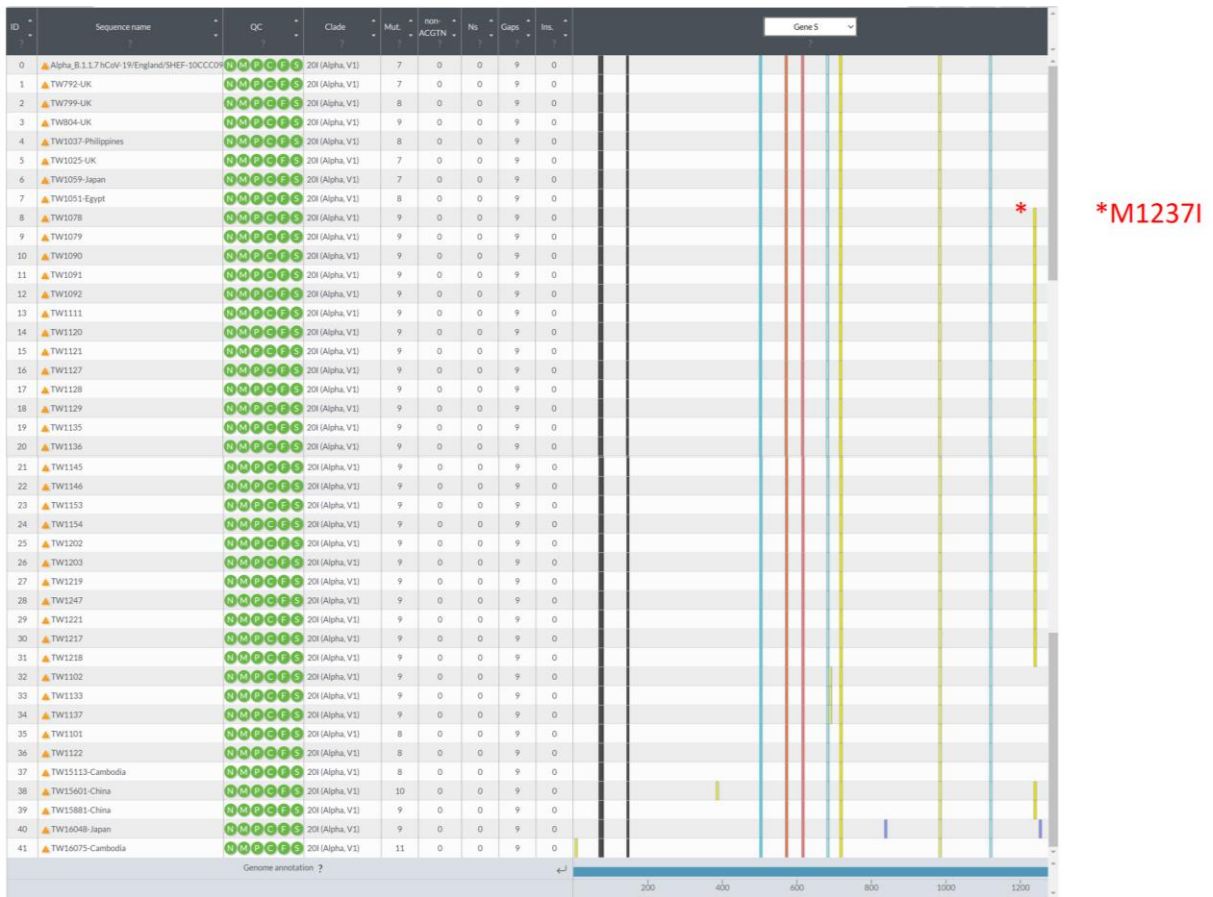 ID Sequence name QC Clade Mut. non-ACGTN Ns Gaps Ins. Gene S
? ? ? ? ? ? ? ? ? ?
0 Alpha_B.1.1.7 hCoV-19/England/SHEF-10CCC09 N M P C F S 20I (Alpha, V1) 7 0 0 9 0
1 TW792-UK N M P C F S 20I (Alpha, V1) 7 0 0 9 0
2 TW799-UK N M P C F S 20I (Alpha, V1) 8 0 0 9 0
3 TW804-UK N M P C F S 20I (Alpha, V1) 9 0 0 9 0
4 TW1037-Philippines N M P C F S 20I (Alpha, V1) 8 0 0 9 0
5 TW1025-UK N M P C F S 20I (Alpha, V1) 7 0 0 9 0
6 TW1059-Japan N M P C F S 20I (Alpha, V1) 7 0 0 9 0
7 TW1051-Egypt N M P C F S 20I (Alpha, V1) 8 0 0 9 0
8 TW1078 N M P C F S 20I (Alpha, V1) 9 0 0 9 0 * *M1237I
9 TW1079 N M P C F S 20I (Alpha, V1) 9 0 0 9 0
10 TW1090 N M P C F S 20I (Alpha, V1) 9 0 0 9 0
11 TW1091 N M P C F S 20I (Alpha, V1) 9 0 0 9 0
12 TW1092 N M P C F S 20I (Alpha, V1) 9 0 0 9 0
13 TW1111 N M P C F S 20I (Alpha, V1) 9 0 0 9 0
14 TW1120 N M P C F S 20I (Alpha, V1) 9 0 0 9 0
15 TW1121 N M P C F S 20I (Alpha, V1) 9 0 0 9 0
16 TW1127 N M P C F S 20I (Alpha, V1) 9 0 0 9 0
17 TW1128 N M P C F S 20I (Alpha, V1) 9 0 0 9 0
18 TW1129 N M P C F S 20I (Alpha, V1) 9 0 0 9 0
19 TW1135 N M P C F S 20I (Alpha, V1) 9 0 0 9 0
20 TW1136 N M P C F S 20I (Alpha, V1) 9 0 0 9 0
21 TW1145 N M P C F S 20I (Alpha, V1) 9 0 0 9 0
22 TW1146 N M P C F S 20I (Alpha, V1) 9 0 0 9 0
23 TW1153 N M P C F S 20I (Alpha, V1) 9 0 0 9 0
24 TW1154 N M P C F S 20I (Alpha, V1) 9 0 0 9 0
25 TW1202 N M P C F S 20I (Alpha, V1) 9 0 0 9 0
26 TW1203 N M P C F S 20I (Alpha, V1) 9 0 0 9 0
27 TW1219 N M P C F S 20I (Alpha, V1) 9 0 0 9 0
28 TW1247 N M P C F S 20I (Alpha, V1) 9 0 0 9 0
29 TW1221 N M P C F S 20I (Alpha, V1) 9 0 0 9 0
30 TW1217 N M P C F S 20I (Alpha, V1) 9 0 0 9 0
31 TW1218 N M P C F S 20I (Alpha, V1) 9 0 0 9 0
32 TW1102 N M P C F S 20I (Alpha, V1) 9 0 0 9 0
33 TW1133 N M P C F S 20I (Alpha, V1) 9 0 0 9 0
34 TW1137 N M P C F S 20I (Alpha, V1) 9 0 0 9 0
35 TW1101 N M P C F S 20I (Alpha, V1) 8 0 0 9 0
36 TW1122 N M P C F S 20I (Alpha, V1) 8 0 0 9 0
37 TW15113-Cambodia N M P C F S 20I (Alpha, V1) 8 0 0 9 0
38 TW15601-China N M P C F S 20I (Alpha, V1) 10 0 0 9 0
39 TW15881-China N M P C F S 20I (Alpha, V1) 9 0 0 9 0
40 TW16048-Japan N M P C F S 20I (Alpha, V1) 9 0 0 9 0
41 TW16075-Cambodia N M P C F S 20I (Alpha, V1) 11 0 0 9 0
Genome annotation ?
200 400 600 800 1000 1200